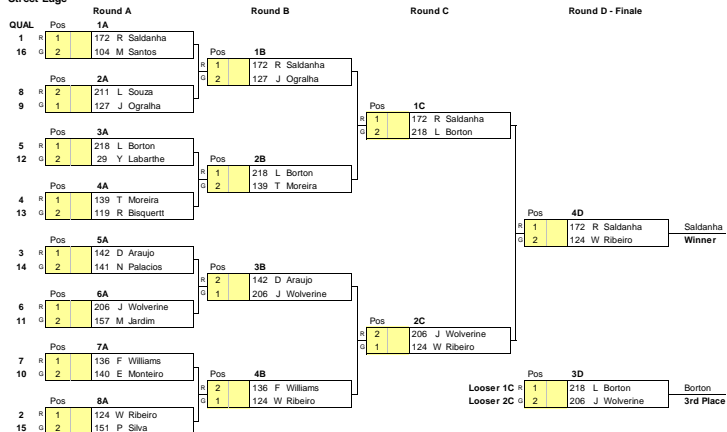 Street Luge
Round A Round B Round C Round D - Finale
QUAL Pos 1A
1 R 1 172 R Saldanha
16 G 2 104 M Santos
Pos 1B
R 1 172 R Saldanha
G 2 127 J Ogralha
Pos 2A
8 R 2 211 L Souza
9 G 1 127 J Ogralha
Pos 1C
R 1 172 R Saldanha
G 2 218 L Borton
Pos 3A
5 R 1 218 L Borton
12 G 2 29 Y Labarthe
Pos 2B
R 1 218 L Borton
G 2 139 T Moreira
Pos 4A
4 R 1 139 T Moreira
13 G 2 119 R Bisquertt
Pos 4D
R 1 172 R Saldanha Saldanha
G 2 124 W Ribeiro Winner
Pos 5A
3 R 1 142 D Araujo
14 G 2 141 N Palacios
Pos 3B
R 2 142 D Araujo
G 1 206 J Wolverine
Pos 6A
6 R 1 206 J Wolverine
11 G 2 157 M Jardim
Pos 2C
R 2 206 J Wolverine
G 1 124 W Ribeiro
Pos 7A
7 R 1 136 F Williams
10 G 2 140 E Monteiro
Pos 4B
R 2 136 F Williams
G 1 124 W Ribeiro
Pos 3D
Looser 1C R 1 218 L Borton Borton
Looser 2C G 2 206 J Wolverine 3rd Place
Pos 8A
2 R 1 124 W Ribeiro
15 G 2 151 P Silva